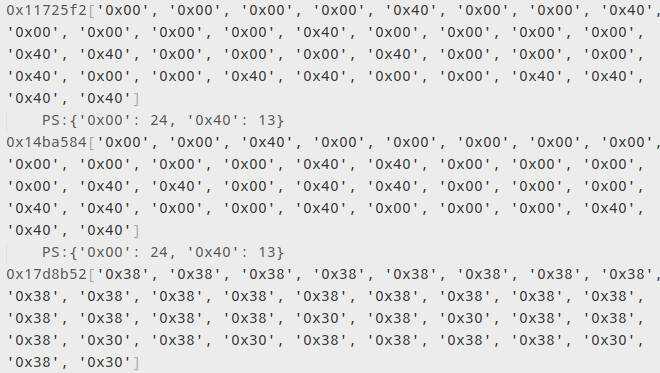 0x11725f2['0x00', '0x00', '0x00', '0x00', '0x40', '0x00', '0x00', '0x40',
'0x00', '0x00', '0x00', '0x00', '0x40', '0x00', '0x00', '0x00', '0x00',
'0x40', '0x40', '0x00', '0x00', '0x00', '0x40', '0x00', '0x00', '0x00',
'0x40', '0x00', '0x00', '0x40', '0x40', '0x00', '0x00', '0x40', '0x40',
'0x40', '0x40']
PS:{'0x00': 24, '0x40': 13}
0x14ba584['0x00', '0x00', '0x40', '0x00', '0x00', '0x00', '0x00', '0x00',
'0x00', '0x00', '0x00', '0x00', '0x40', '0x40', '0x00', '0x00', '0x00',
'0x00', '0x40', '0x40', '0x00', '0x40', '0x40', '0x00', '0x00', '0x00',
'0x40', '0x40', '0x00', '0x00', '0x40', '0x00', '0x00', '0x00', '0x40',
'0x40', '0x40']
PS:{'0x00': 24, '0x40': 13}
0x17d8b52['0x38', '0x38', '0x38', '0x38', '0x38', '0x38', '0x38', '0x38',
'0x38', '0x38', '0x38', '0x38', '0x38', '0x38', '0x38', '0x38', '0x38',
'0x38', '0x38', '0x38', '0x38', '0x30', '0x38', '0x30', '0x38', '0x38',
'0x38', '0x30', '0x38', '0x30', '0x38', '0x38', '0x38', '0x30', '0x38',
'0x38', '0x30']